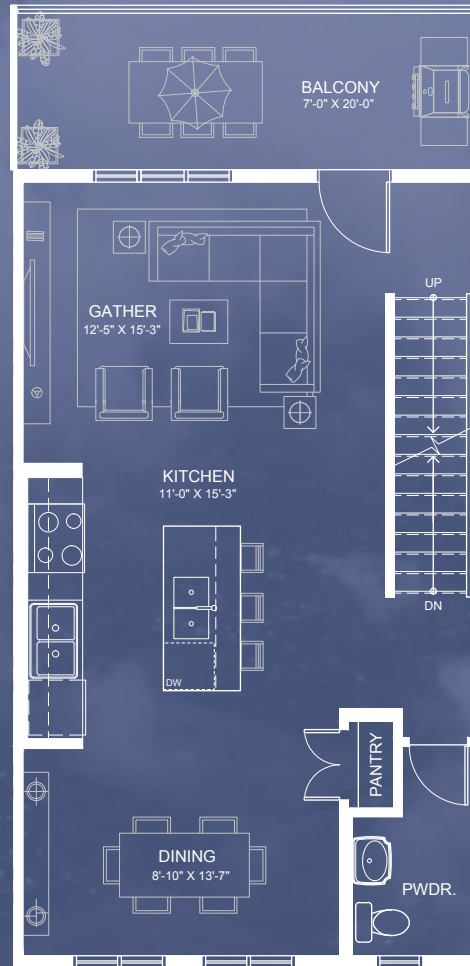 BALCONY
7'-0" X 20'-0"
UP
GATHER
12'-5" X 15'-3"
KITCHEN
11'-0" X 15'-3"
DN
DW
PANTRY
DINING
8'-10" X 13'-7"
PWDR.